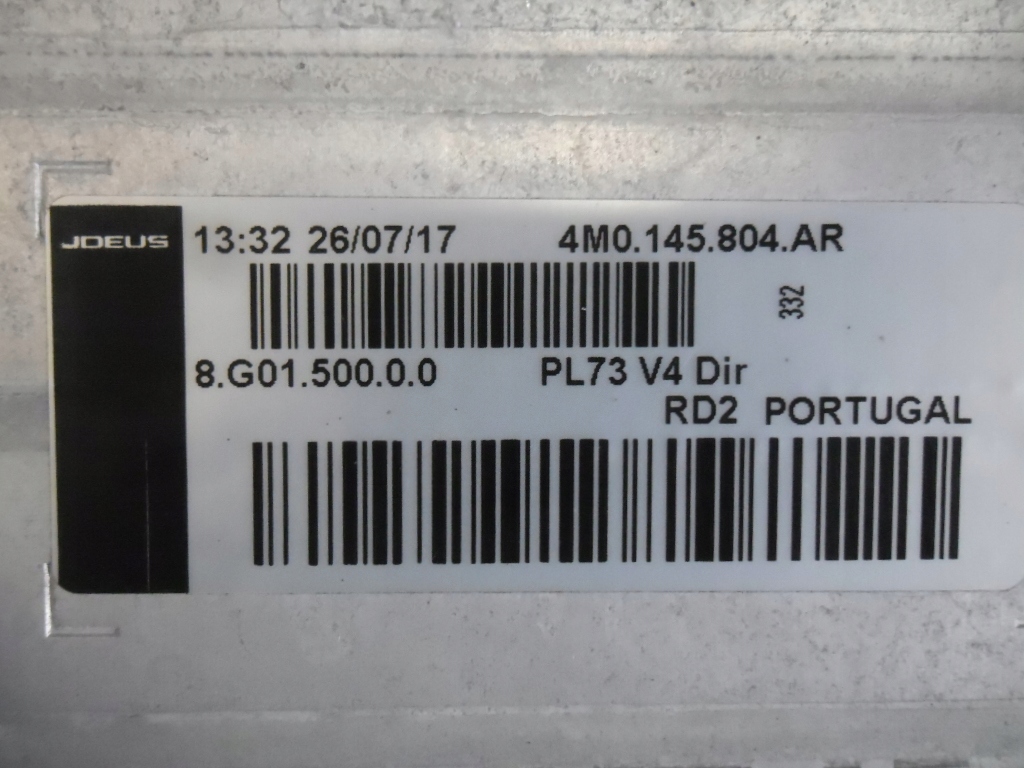 JDEUS 13:32 26/07/17 4M0.145.804.AR
332
8.G01.500.0.0 PL73 V4 Dir
RD2 PORTUGAL